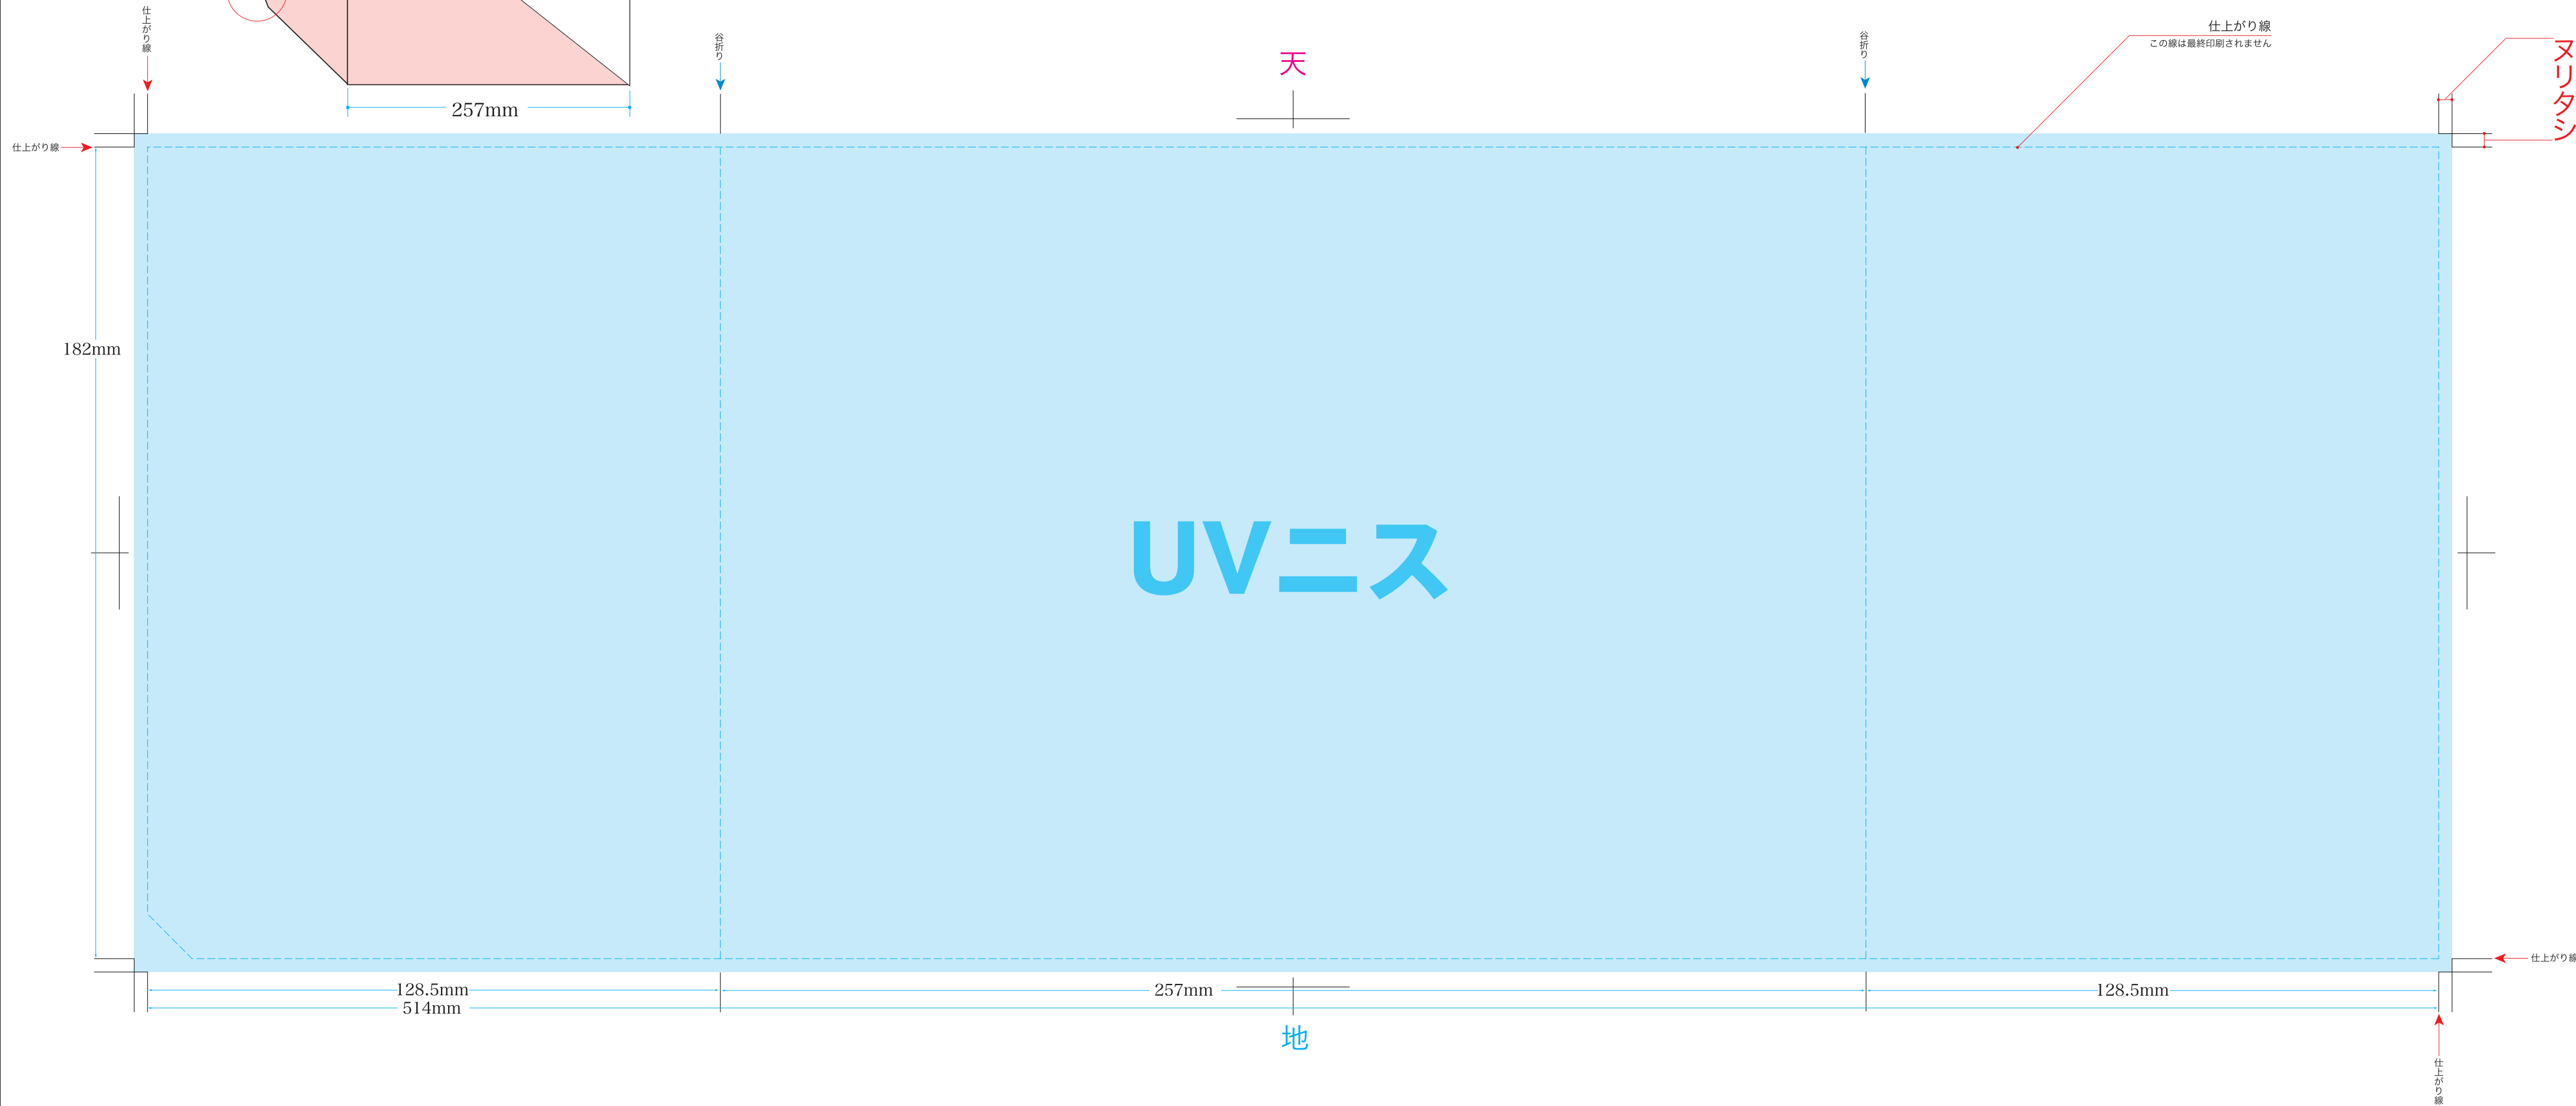 仕上がり線
谷折り
天
谷折り
仕上がり線
この線は最終印刷されません
ヌリタシ
257mm
仕上がり線
182mm
UVニス
仕上がり線
128.5mm
257mm
128.5mm
514mm
地
仕上がり線